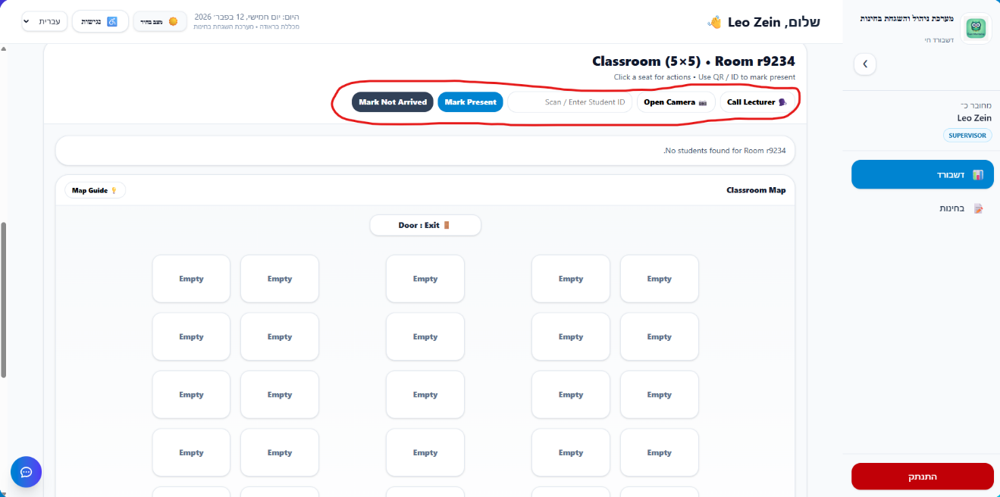 מערכת ניהול והשגחת בחינות
דשבורד חי
שלום, Leo Zein 👋
היום: יום חמישי, 12 בפבר׳ 2026
מכללת בראודה • מערכת השגחת בחינות
מצב בהיר
נגישות
עברית
מחובר כ־
Leo Zein
SUPERVISOR
דשבורד
בחינות
התנתק
Classroom (5×5) • Room r9234
Click a seat for actions • Use QR / ID to mark present
Call Lecturer
Open Camera
Scan / Enter Student ID
Mark Present
Mark Not Arrived
.No students found for Room r9234
Classroom Map
Map Guide
Door : Exit
Empty Empty Empty Empty Empty
Empty Empty Empty Empty Empty
Empty Empty Empty Empty Empty
Empty Empty Empty Empty Empty